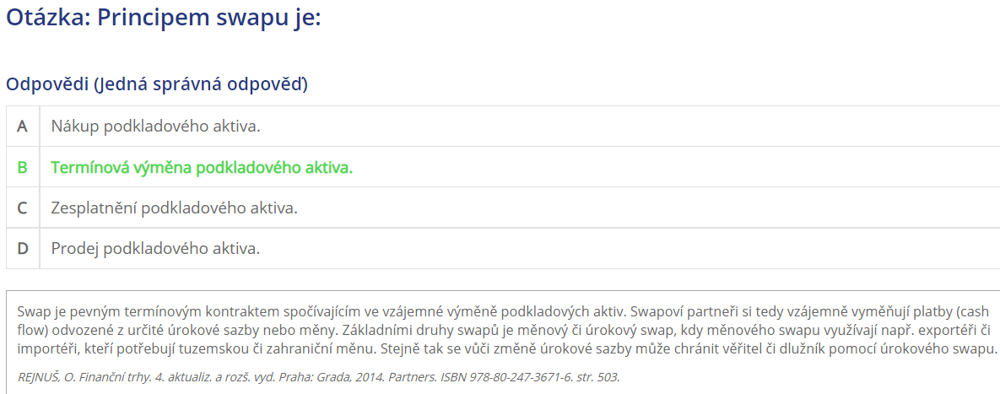 Otázka: Principem swapu je:
Odpovědi (Jedná správná odpověď)
A Nákup podkladového aktiva.
B Termínová výměna podkladového aktiva.
C Zesplatnění podkladového aktiva.
D Prodej podkladového aktiva.
Swap je pevným termínovým kontraktem spočívajícím ve vzájemné výměně podkladových aktiv. Swapoví partneři si tedy vzájemně vyměňují platby (cash
flow) odvozené z určité úrokové sazby nebo měny. Základními druhy swapů je měnový či úrokový swap, kdy měnového swapu využívají např. exportéři či
importéři, kteří potřebují tuzemskou či zahraniční měnu. Stejně tak se vůči změně úrokové sazby může chránit věřitel či dlužník pomocí úrokového swapu.
REJNUŠ, O. Finanční trhy. 4. aktualiz. a rozš. vyd. Praha: Grada, 2014. Partners. ISBN 978-80-247-3671-6. str. 503.